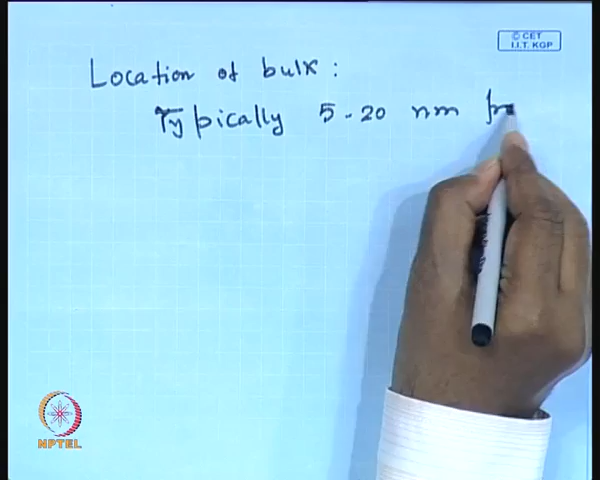 © CET
I.I.T. KGP
Location of bulk :
Typically 5-20 nm
NPTEL